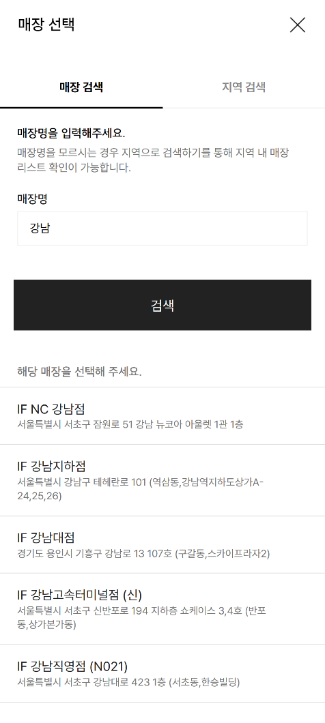 매장 선택
매장 검색
지역 검색
매장명을 입력해주세요.
매장명을 모르시는 경우 지역으로 검색하기를 통해 지역 내 매장
리스트 확인이 가능합니다.
매장명
강남
검색
해당 매장을 선택해 주세요.
IF NC 강남점
서울특별시 서초구 잠원로 51 강남 뉴코아 아울렛 1관 1층
IF 강남지하점
서울특별시 강남구 테헤란로 101 (역삼동,강남역지하도상가A-
24,25,26)
IF 강남대점
경기도 용인시 기흥구 강남로 13 107호 (구갈동,스카이프라자2)
IF 강남고속터미널점 (신)
서울특별시 서초구 신반포로 194 지하층 쇼케이스 3,4호 (반포
동,상가본가동)
IF 강남직영점 (N021)
서울특별시 서초구 강남대로 423 1층 (서초동,한승빌딩)